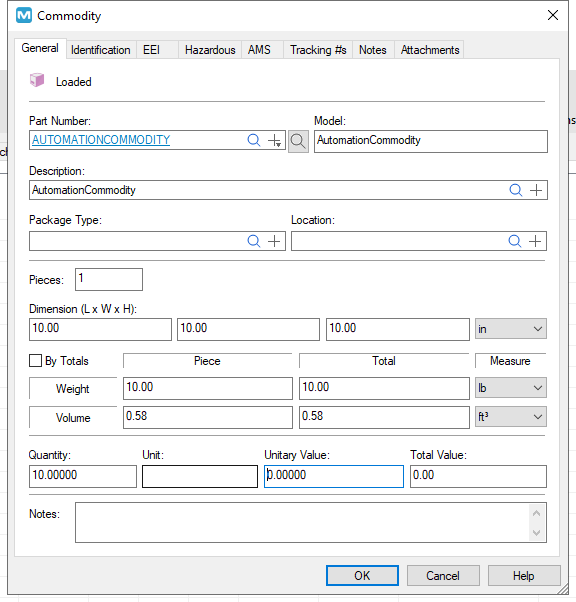 Commodity
General Identification EEI Hazardous AMS Tracking #s Notes Attachments
Loaded
Part Number: Model:
AUTOMATIONCOMMODITY AutomationCommodity
Description:
AutomationCommodity
Package Type: Location:
Pieces: 1
Dimension (L x W x H):
10.00 10.00 10.00 in
By Totals Piece Total Measure
Weight 10.00 10.00 lb
Volume 0.58 0.58 ft³
Quantity: Unit: Unitary Value: Total Value:
10.00000 0.00000 0.00
Notes:
OK Cancel Help